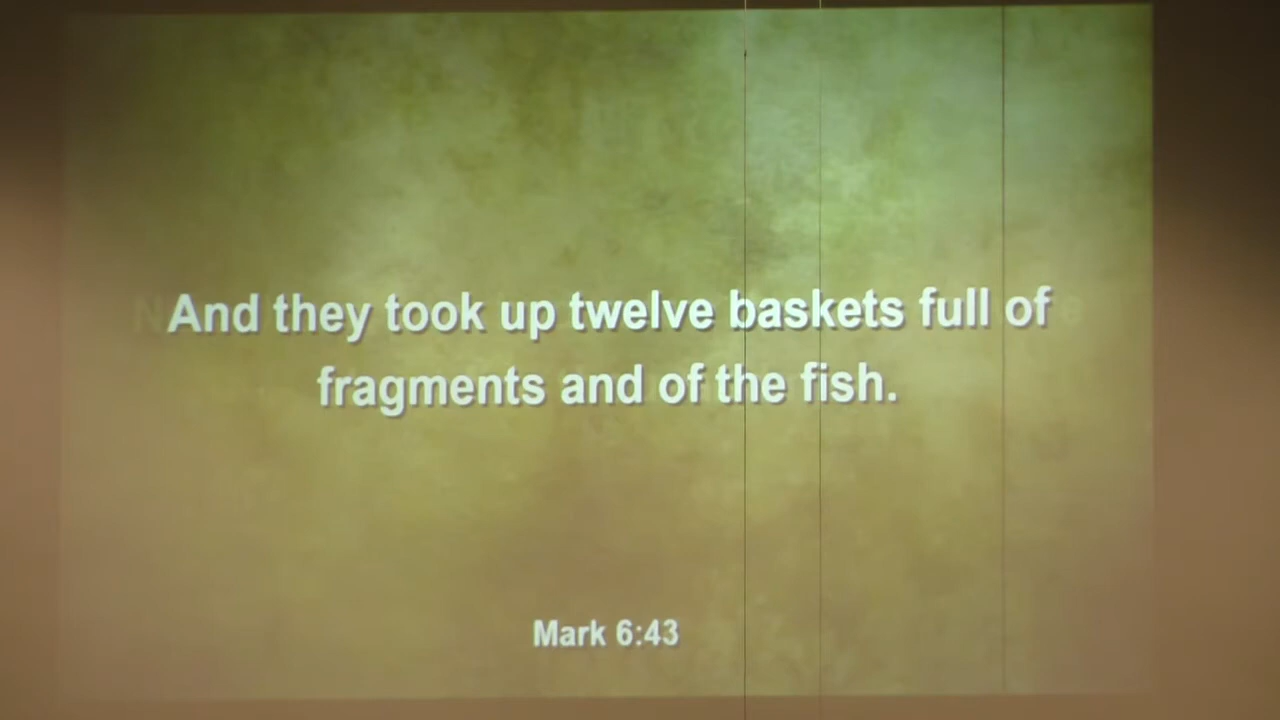 And they took up twelve baskets full of
fragments and of the fish.
Mark 6:43